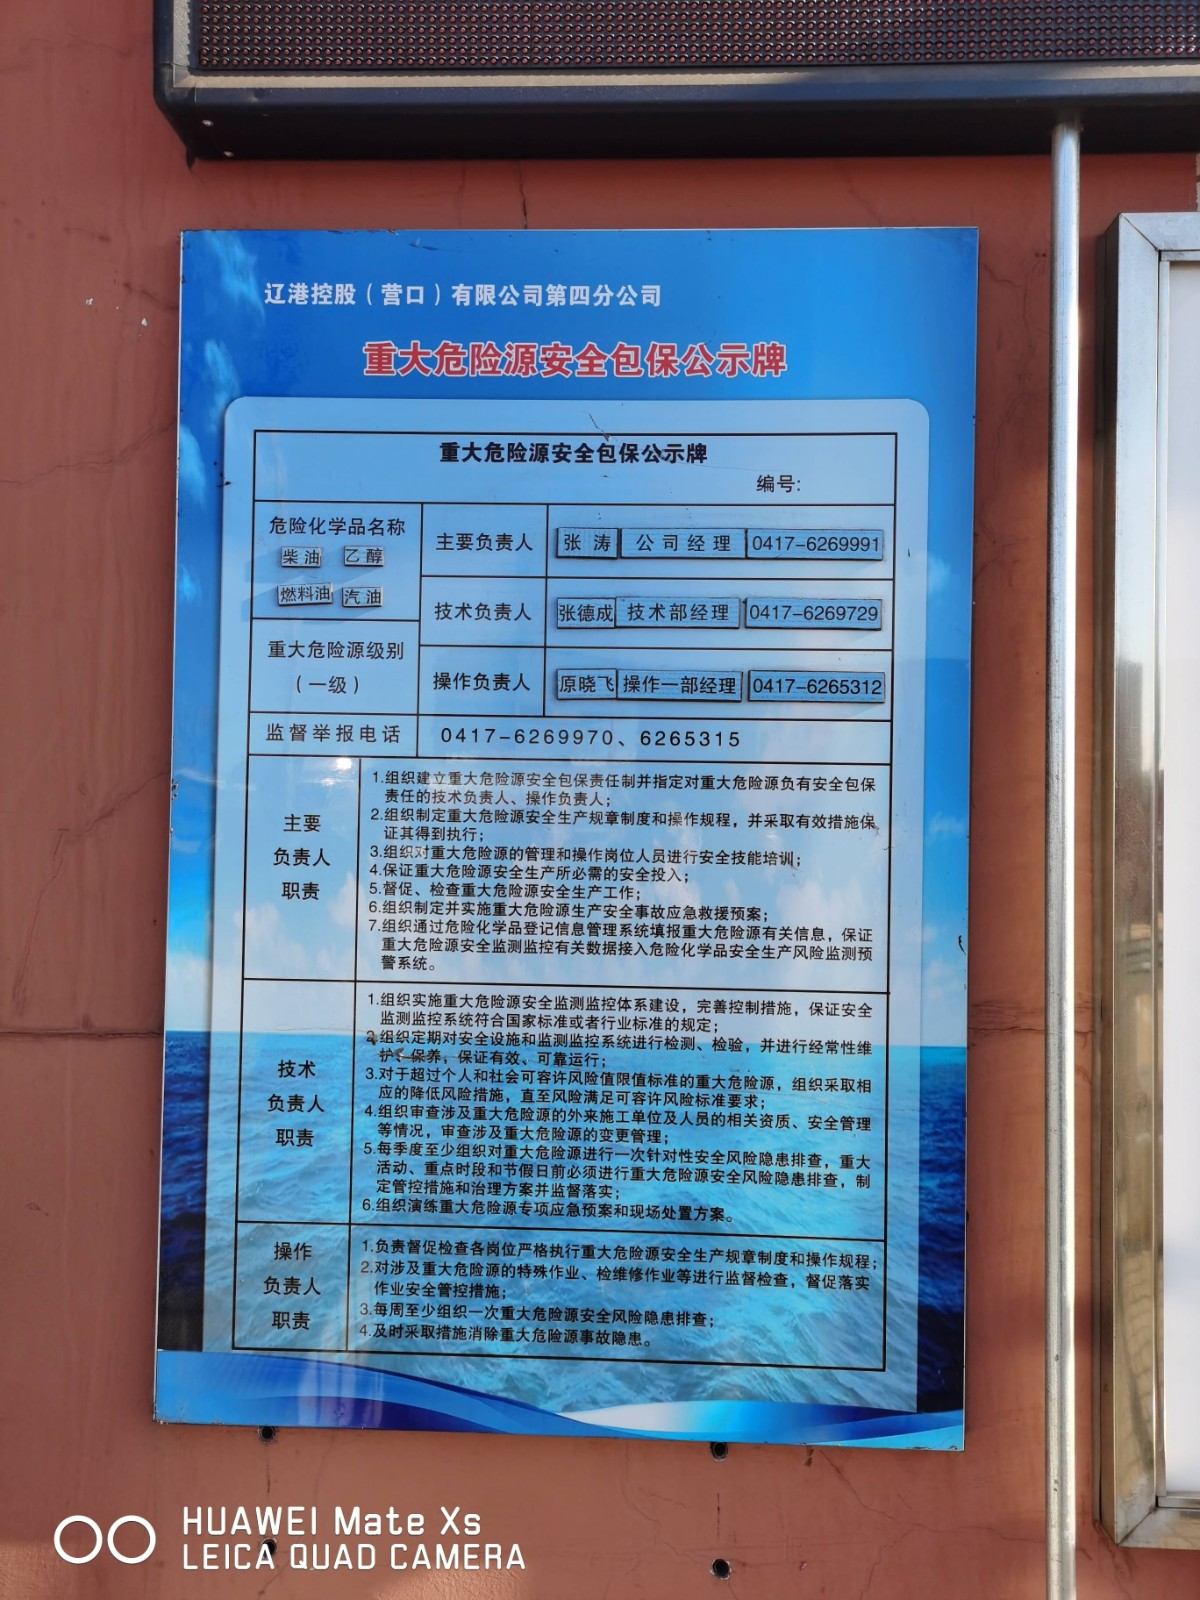 辽港控股（营口）有限公司第四分公司
重大危险源安全包保公示牌
重大危险源安全包保公示牌
编号:
危险化学品名称
柴油 乙醇
燃料油 汽油
主要负责人 张涛 公司经理 0417-6269991
技术负责人 张德成 技术部经理 0417-6269729
重大危险源级别
（一级）
操作负责人 原晓飞 操作一部经理 0417-6265312
监督举报电话 0417-6269970、6265315
主要
负责人
职责
1.组织建立重大危险源安全包保责任制并指定对重大危险源负有安全包保
责任的技术负责人、操作负责人；
2.组织制定重大危险源安全生产规章制度和操作规程，并采取有效措施保
证其得到执行；
3.组织对重大危险源的管理和操作岗位人员进行安全技能培训；
4.保证重大危险源安全生产所必需的安全投入；
5.督促、检查重大危险源安全生产工作；
6.组织制定并实施重大危险源生产安全事故应急救援预案；
7.组织通过危险化学品登记信息管理系统填报重大危险源有关信息，保证
重大危险源安全监测监控有关数据接入危险化学品安全生产风险监测预
警系统。
技术
负责人
职责
1.组织实施重大危险源安全监测监控体系建设，完善控制措施，保证安全
监测监控系统符合国家标准或者行业标准的规定；
2.组织定期对安全设施和监测监控系统进行检测、检验，并进行经常性维
护、保养，保证有效、可靠运行；
3.对于超过个人和社会可容许风险值限值标准的重大危险源，组织采取相
应的降低风险措施，直至风险满足可容许风险标准要求；
4.组织审查涉及重大危险源的外来施工单位及人员的相关资质、安全管理
等情况，审查涉及重大危险源的变更管理；
5.每季度至少组织对重大危险源进行一次针对性安全风险隐患排查，重大
活动、重点时段和节假日前必须进行重大危险源安全风险隐患排查，制
定管控措施和治理方案并监督落实；
6.组织演练重大危险源专项应急预案和现场处置方案。
操作
负责人
职责
1.负责督促检查各岗位严格执行重大危险源安全生产规章制度和操作规程；
2.对涉及重大危险源的特殊作业、检维修作业等进行监督检查，督促落实
作业安全管控措施；
3.每周至少组织一次重大危险源安全风险隐患排查；
4.及时采取措施消除重大危险源事故隐患。
HUAWEI Mate Xs
LEICA QUAD CAMERA